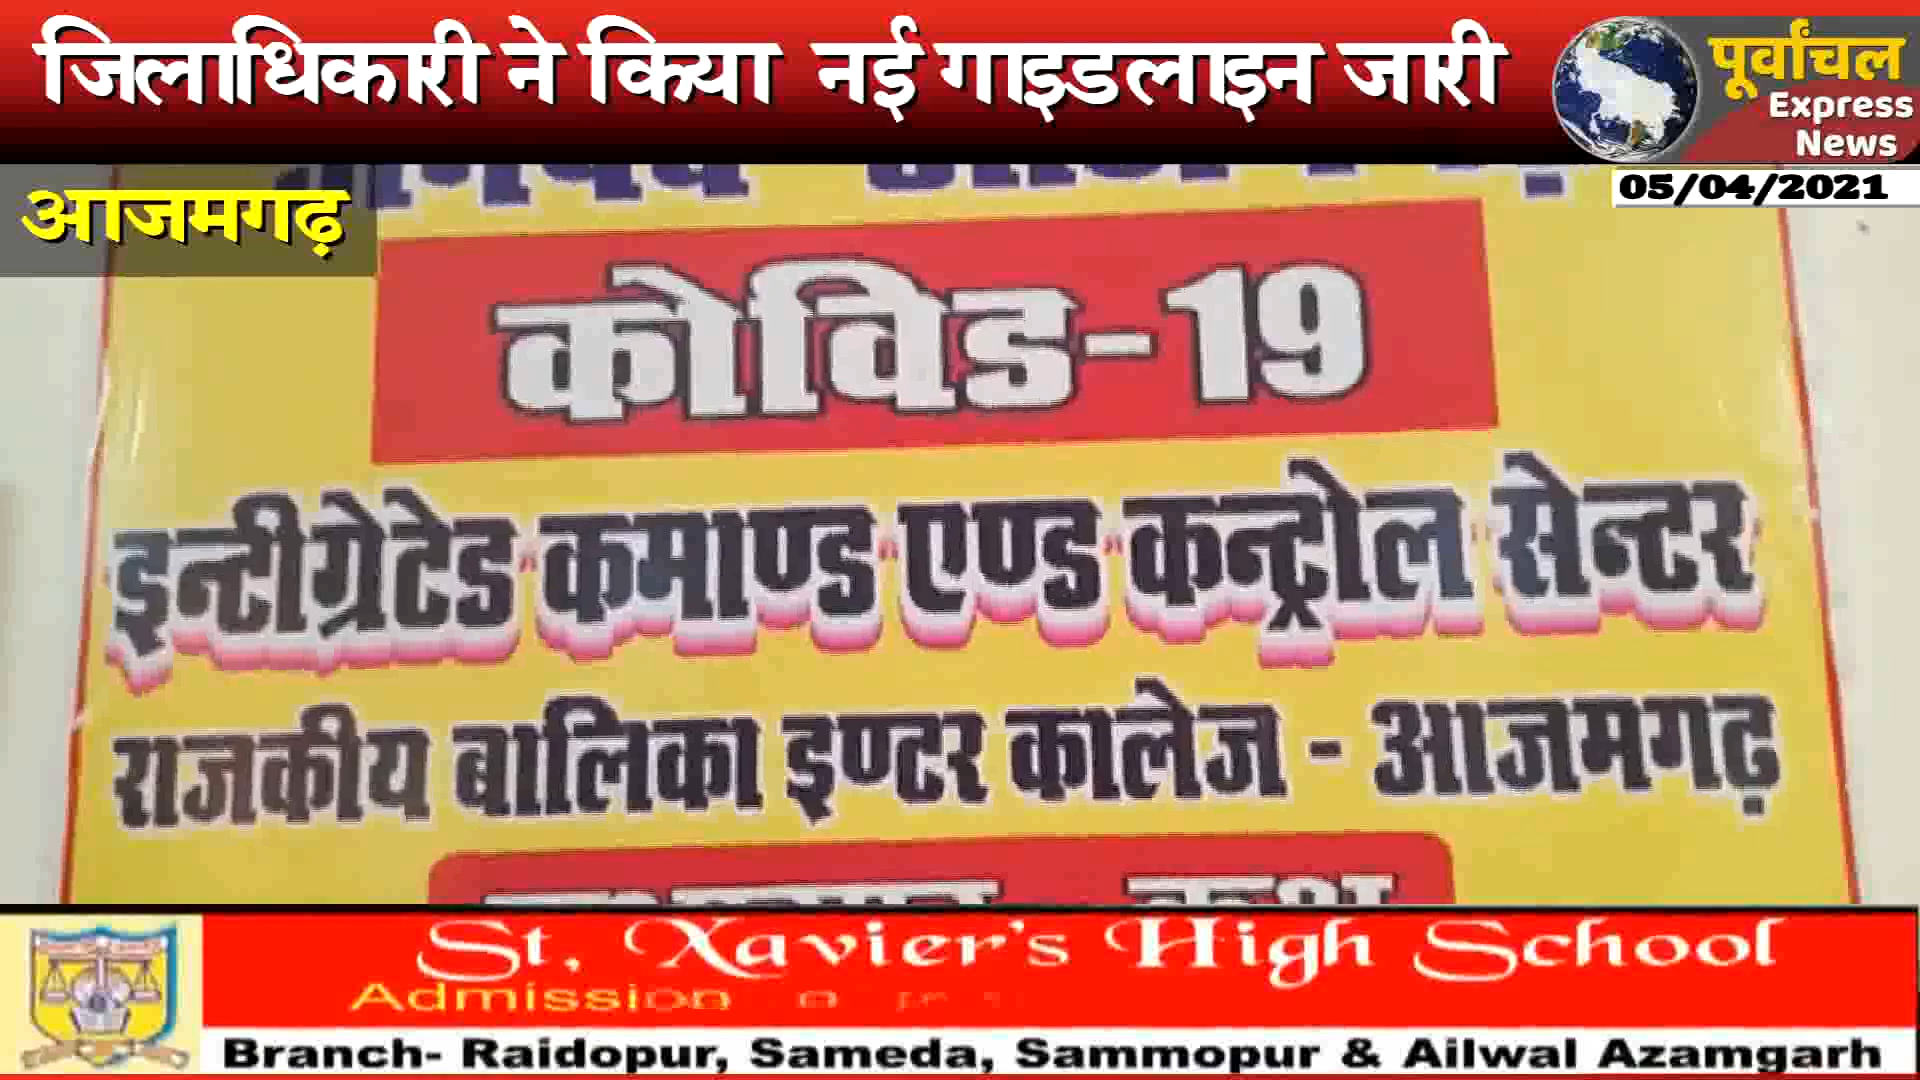 जिलाधिकारी ने किया नई गाइडलाइन जारी
पूर्वांचल
Express
News
05/04/2021
आजमगढ़
कोविड-19
इन्टीग्रेटेड कमाण्ड एण्ड कन्ट्रोल सेन्टर
राजकीय बालिका इण्टर कालेज - आजमगढ़
St. Xavier's High School
Admission
Branch- Raidopur, Sameda, Sammopur & Ailwal Azamgarh